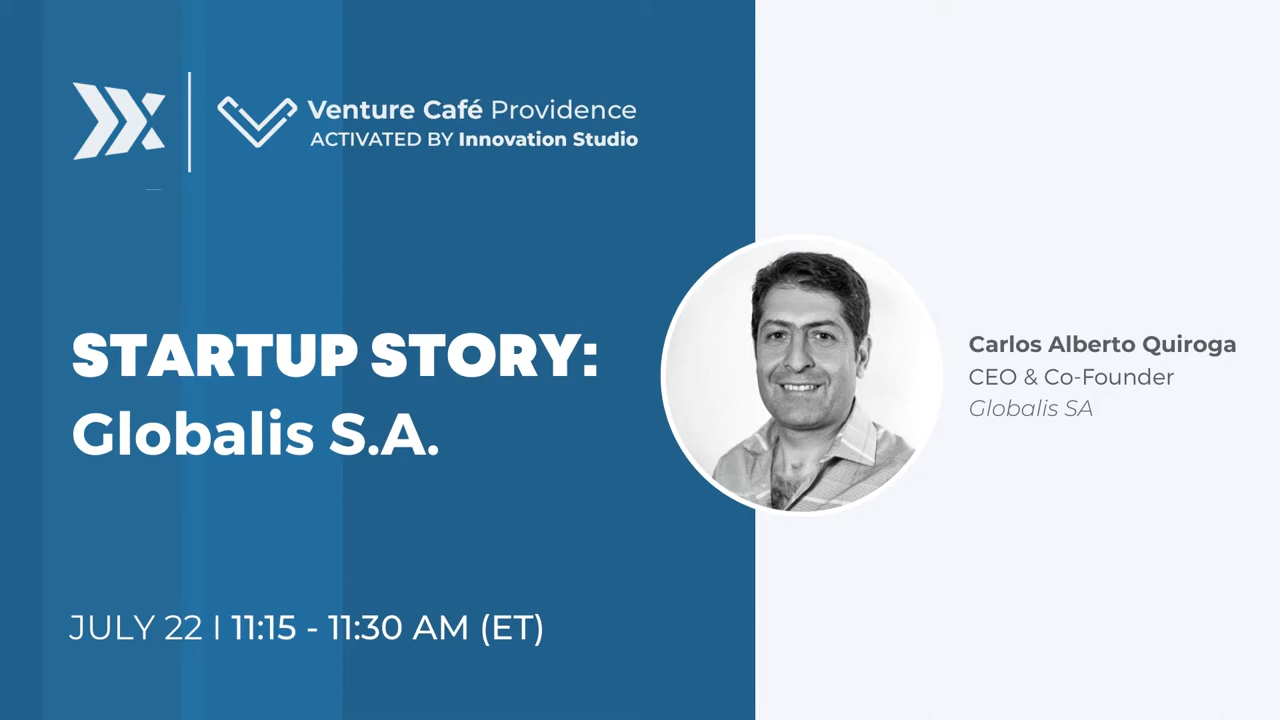 Venture Café Providence
ACTIVATED BY Innovation Studio
STARTUP STORY:
Globalis S.A.
Carlos Alberto Quiroga
CEO & Co-Founder
Globalis SA
JULY 22 | 11:15 - 11:30 AM (ET)